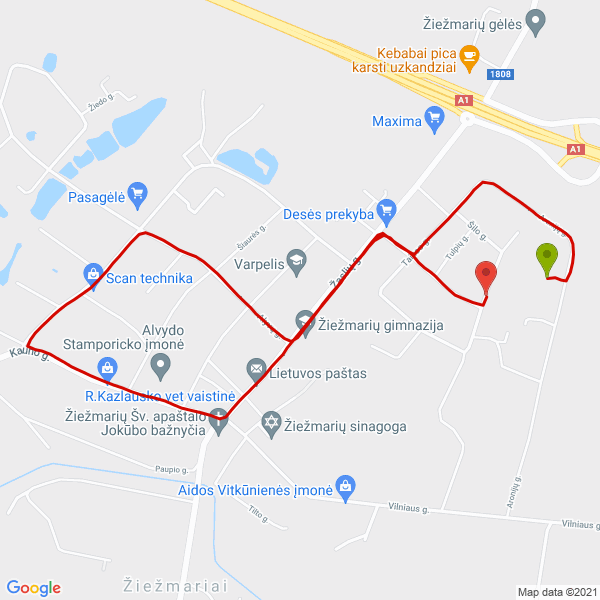 Žiežmarių gėlės
Kebabai pica
karsti uzkandziai
1808
A1
Maxima
A1
Žiedo g.
Pasagėlė
Desės prekyba
Šilo g.
Tulpių g.
Šiaurės g.
Varpelis
Žaslių g.
Scan technika
Žiežmarių gimnazija
Alvydo
Stamporicko įmonė
Kauno g.
Lietuvos paštas
R.Kazlausko vet vaistinė
Žiežmarių Šv. apaštalo
Jokūbo bažnyčia
Žiežmarių sinagoga
Paupio g.
Aidos Vitkūnienės įmonė
Aronijų g.
Vilniaus g.
Tilto g.
Vilniaus g.
Žiežmariai
Google
Map data ©2021